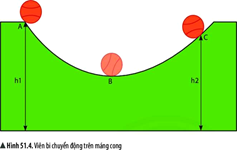 A
C
B
h1
h2
▲ Hình 51.4. Viên bi chuyển động trên máng cong